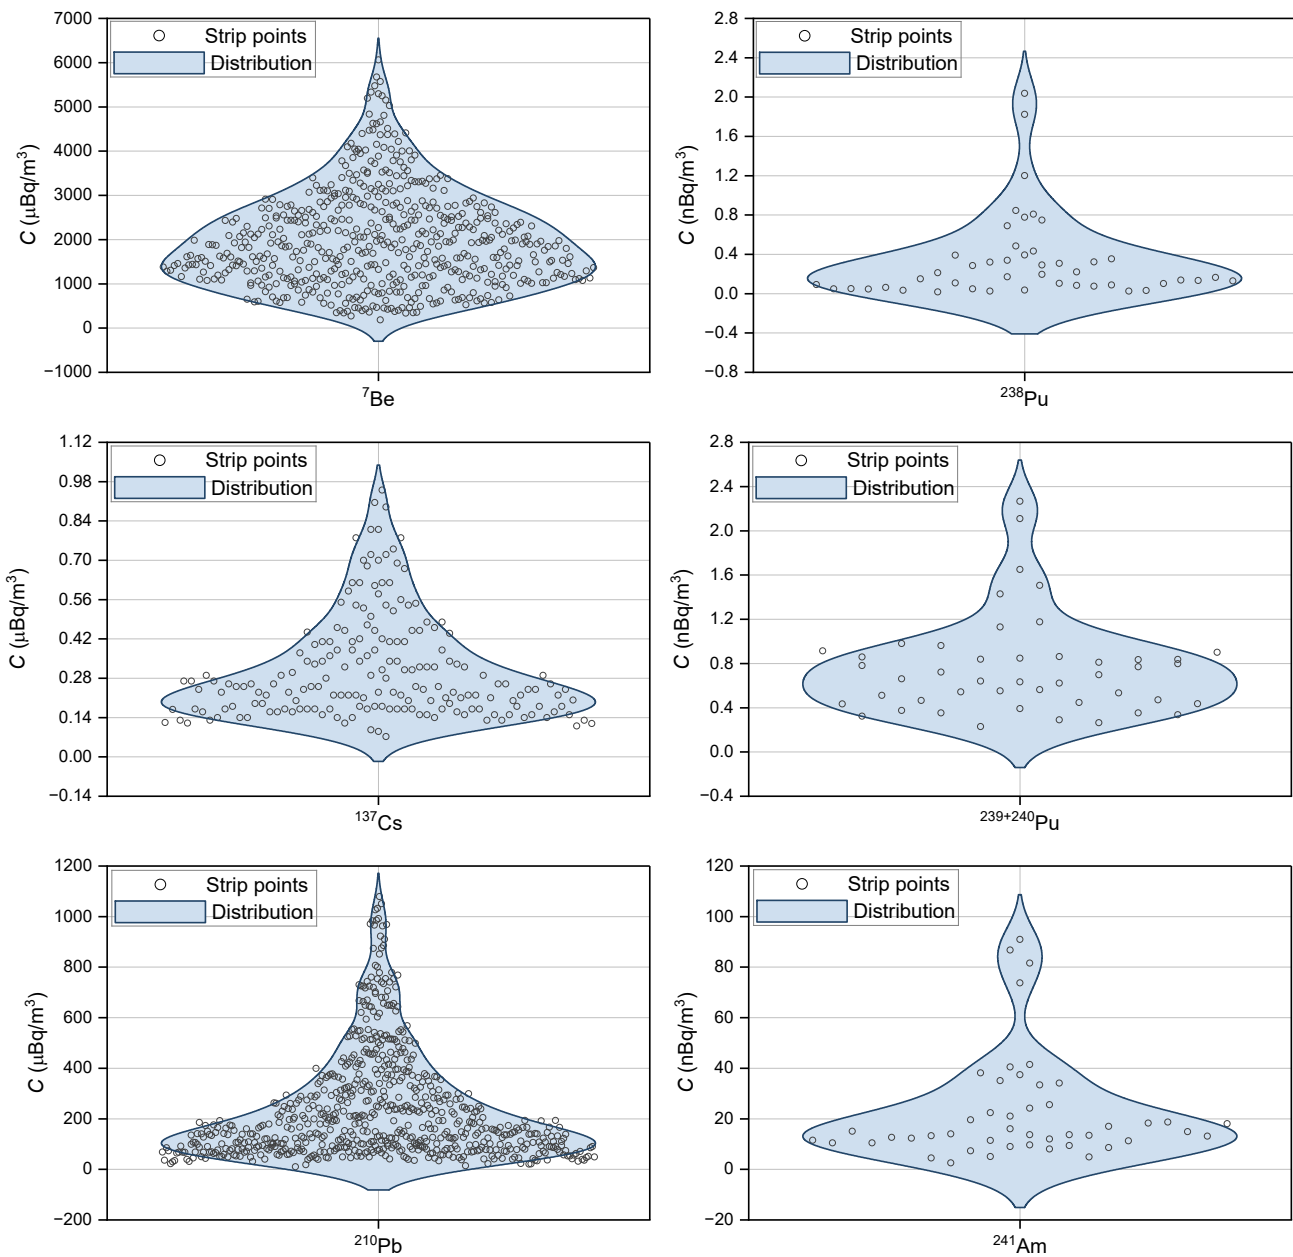 7000
6000
5000
4000
3000
2000
1000
0
−1000
C (μBq/m³)
Strip points
Distribution
⁷Be
2.8
2.4
2.0
1.6
1.2
0.8
0.4
0.0
−0.4
−0.8
C (nBq/m³)
Strip points
Distribution
²³⁸Pu
1.12
0.98
0.84
0.70
0.56
0.42
0.28
0.14
0.00
−0.14
C (μBq/m³)
Strip points
Distribution
¹³⁷Cs
2.8
2.4
2.0
1.6
1.2
0.8
0.4
0.0
−0.4
C (nBq/m³)
Strip points
Distribution
²³⁹⁺²⁴⁰Pu
1200
1000
800
600
400
200
0
−200
C (μBq/m³)
Strip points
Distribution
²¹⁰Pb
120
100
80
60
40
20
0
−20
C (nBq/m³)
Strip points
Distribution
²⁴¹Am